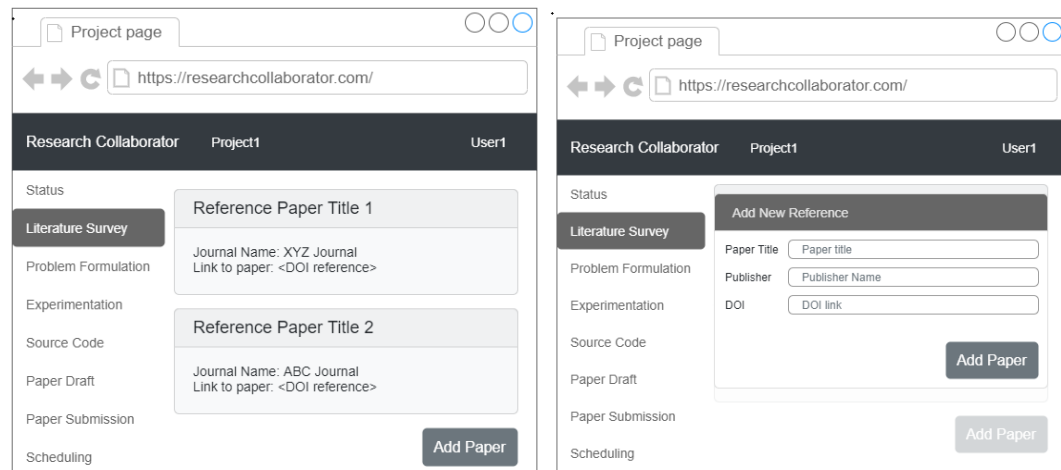 Project page
https://researchcollaborator.com/
Research Collaborator Project1 User1
Status
Literature Survey
Problem Formulation
Experimentation
Source Code
Paper Draft
Paper Submission
Scheduling
Reference Paper Title 1
Journal Name: XYZ Journal
Link to paper: <DOI reference>
Reference Paper Title 2
Journal Name: ABC Journal
Link to paper: <DOI reference>
Add Paper
Project page
https://researchcollaborator.com/
Research Collaborator Project1 User1
Status
Literature Survey
Problem Formulation
Experimentation
Source Code
Paper Draft
Paper Submission
Scheduling
Add New Reference
Paper Title Paper title
Publisher Publisher Name
DOI DOI link
Add Paper
Add Paper